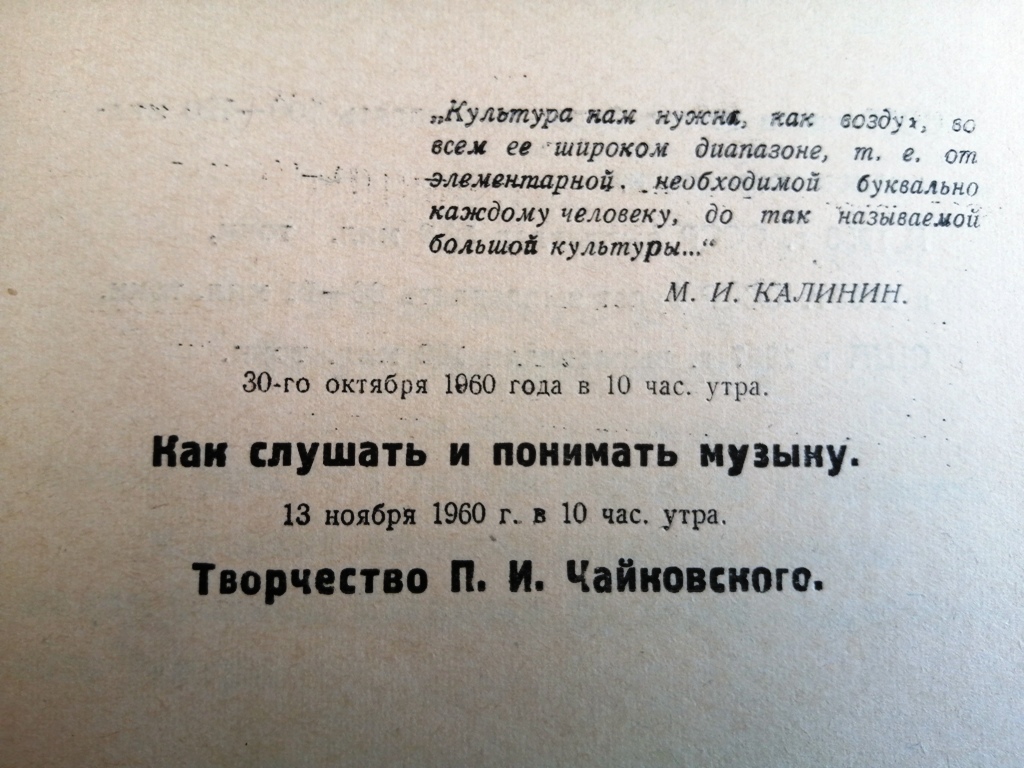 „Культура нам нужна, как воздух, во
всем ее широком диапазоне, т. е. от
элементарной, необходимой буквально
каждому человеку, до так называемой
большой культуры...“
М. И. КАЛИНИН.
30-го октября 1960 года в 10 час. утра.
Как слушать и понимать музыку.
13 ноября 1960 г. в 10 час. утра.
Творчество П. И. Чайковского.